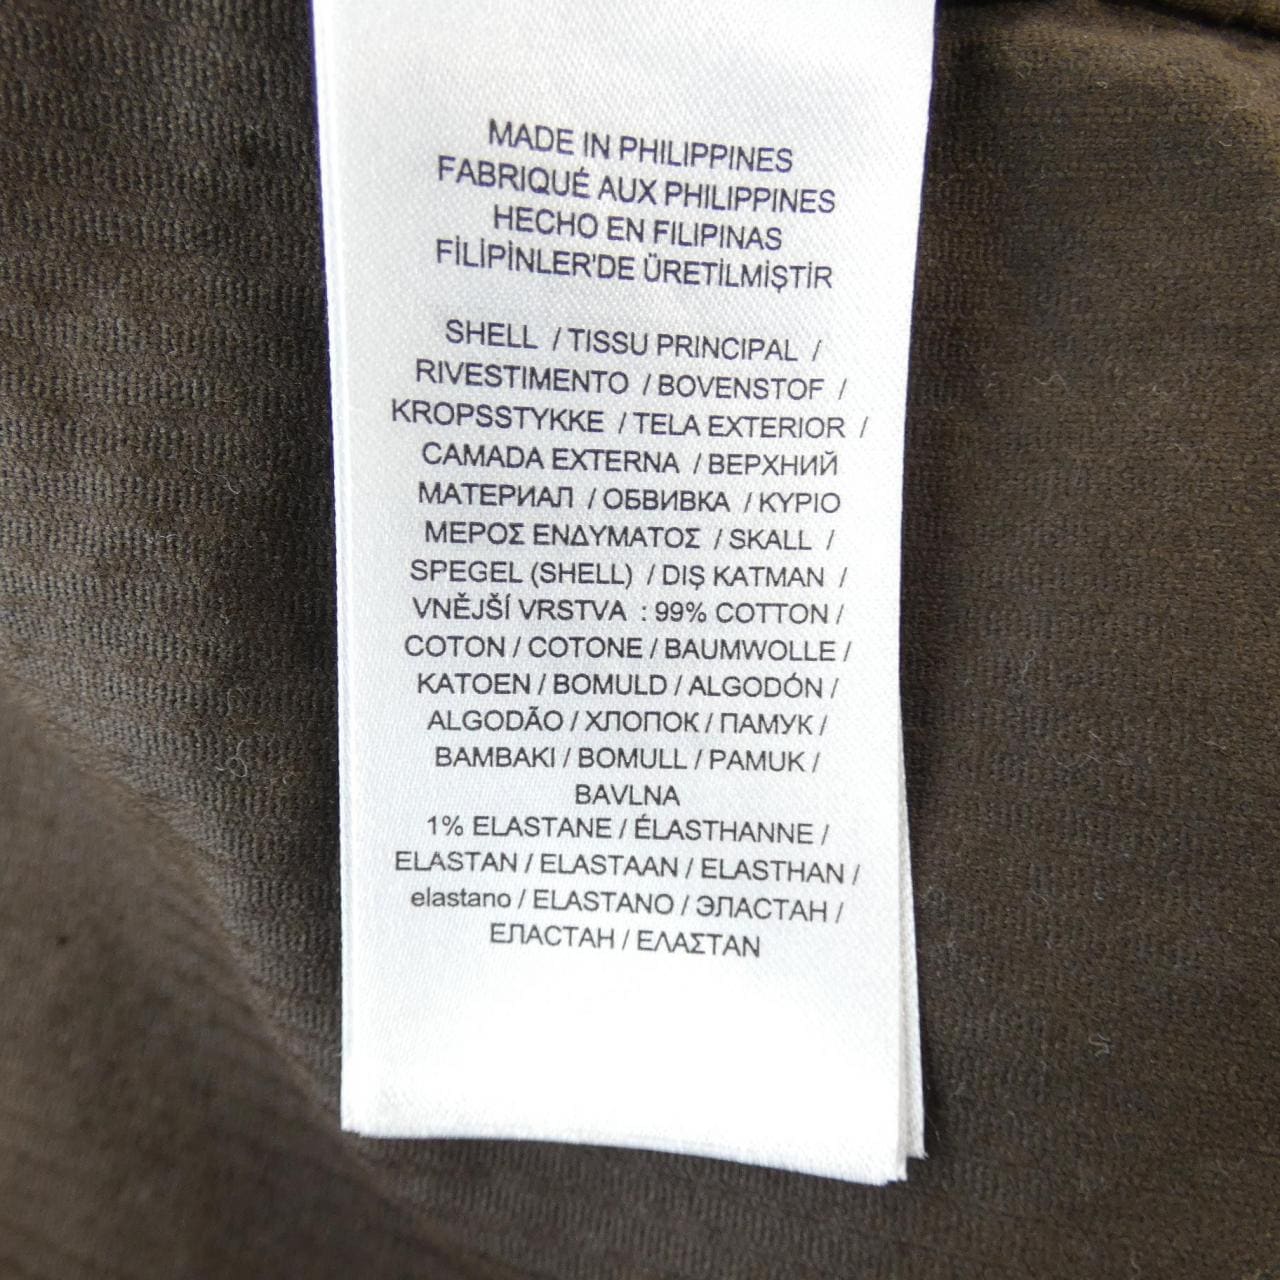 MADE IN PHILIPPINES
FABRIQUÉ AUX PHILIPPINES
HECHO EN FILIPINAS
FİLİPİNLER'DE ÜRETİLMİŞTİR
SHELL / TISSU PRINCIPAL /
RIVESTIMENTO / BOVENSTOF /
KROPSSTYKKE / TELA EXTERIOR /
CAMADA EXTERNA / ВЕРХНИЙ
МАТЕРИАЛ / ОБВИВКА / ΚΥΡΙΟ
ΜΕΡΟΣ ΕΝΔΥΜΑΤΟΣ / SKALL /
SPEGEL (SHELL) / DIŞ KATMAN /
VNĚJŠÍ VRSTVA : 99% COTTON /
COTON / COTONE / BAUMWOLLE /
KATOEN / BOMULD / ALGODÓN /
ALGODÃO / ХЛОПОК / ПАМУК /
BAMBAKI / BOMULL / PAMUK /
BAVLNA
1% ELASTANE / ÉLASTHANNE /
ELASTAN / ELASTAAN / ELASTHAN /
elastano / ELASTANO / ЭЛАСТАН /
ЕЛАСТАН / ΕΛΑΣΤΑΝ